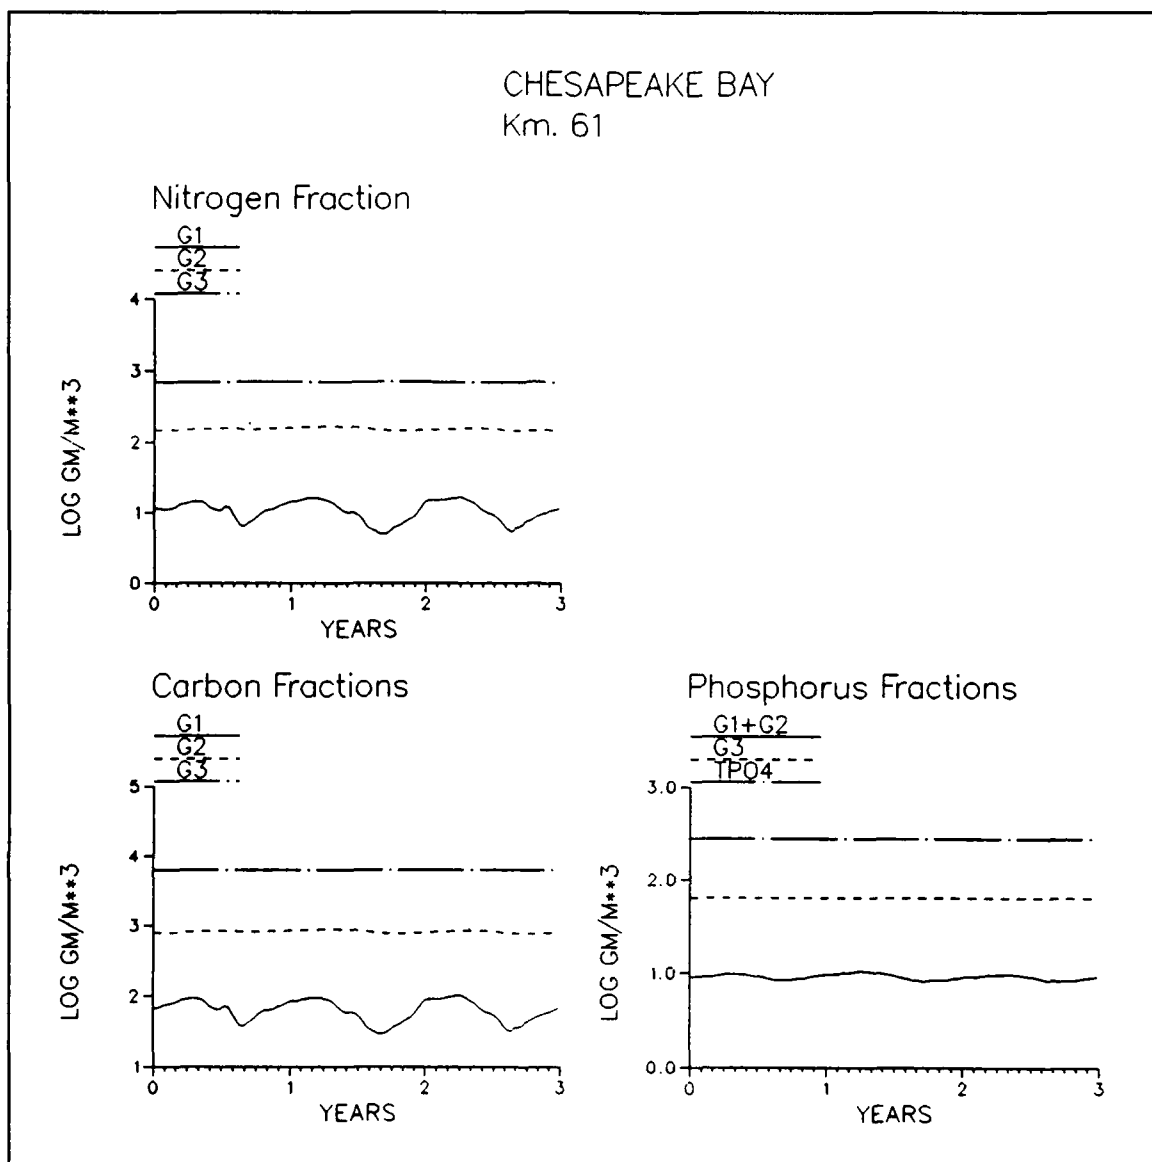 CHESAPEAKE BAY
Km. 61
Nitrogen Fraction
G1
G2
G3
4
3
2
1
0
LOG GM/M**3
0 1 2 3
YEARS
Carbon Fractions
G1
G2
G3
5
4
3
2
1
LOG GM/M**3
0 1 2 3
YEARS
Phosphorus Fractions
G1+G2
G3
TPO4
3.0
2.0
1.0
0.0
LOG GM/M**3
0 1 2 3
YEARS